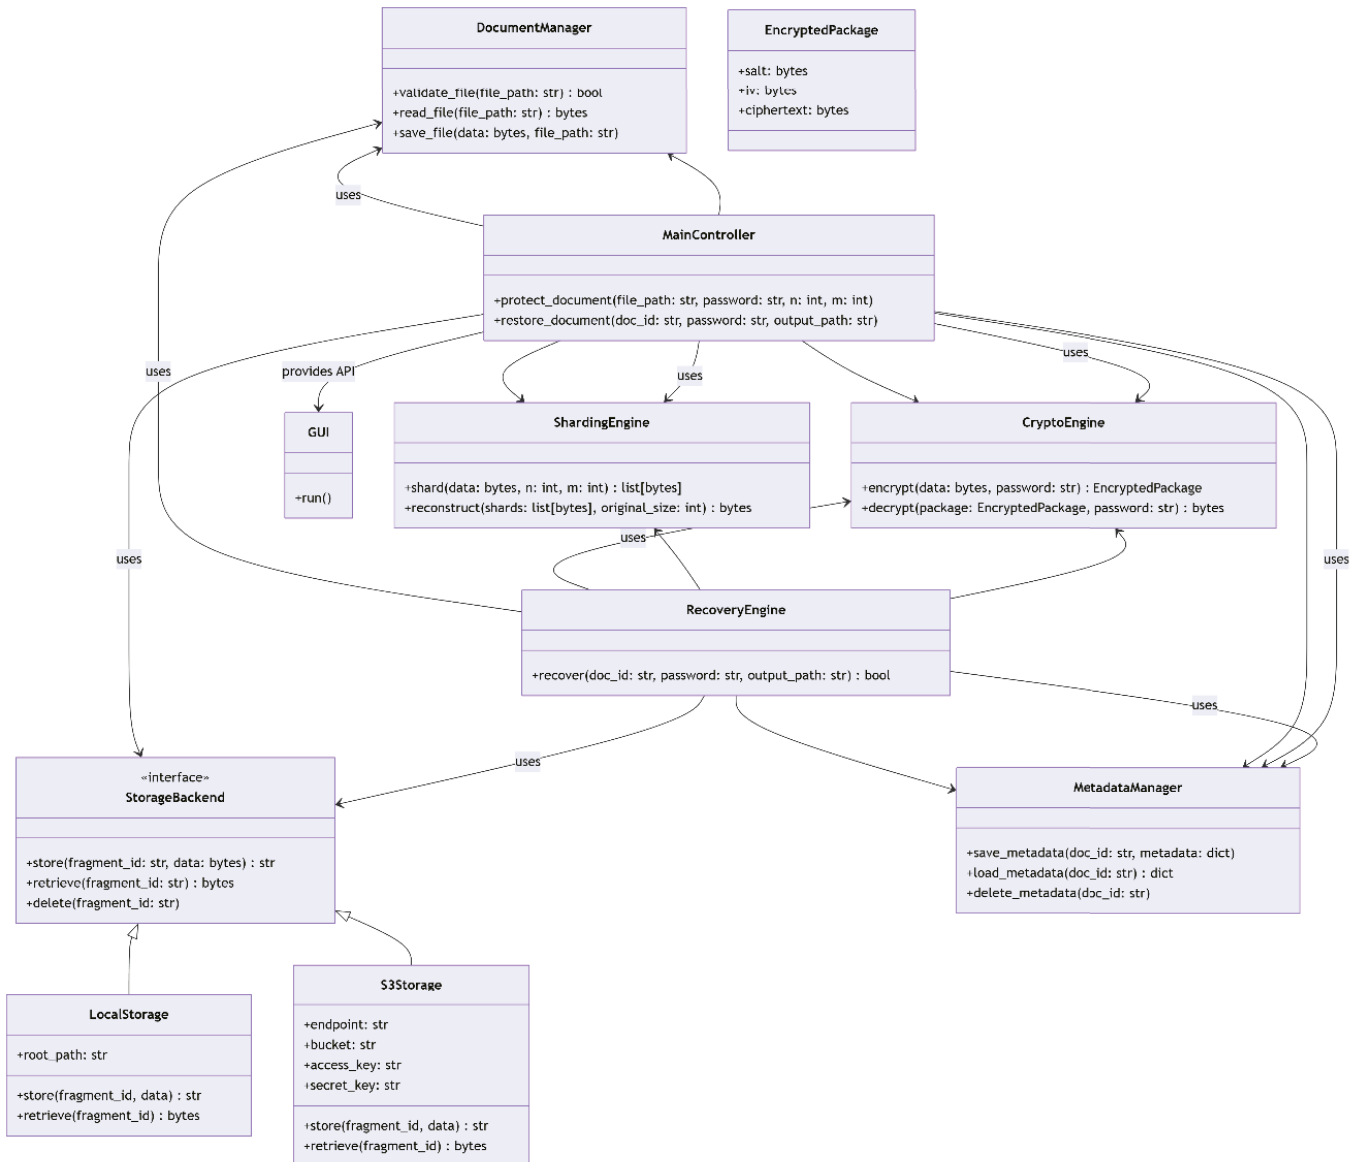 DocumentManager
+validate_file(file_path: str) : bool
+read_file(file_path: str) : bytes
+save_file(data: bytes, file_path: str)
EncryptedPackage
+salt: bytes
+iv: bytes
+ciphertext: bytes
uses
MainController
+protect_document(file_path: str, password: str, n: int, m: int)
+restore_document(doc_id: str, password: str, output_path: str)
uses
provides API
uses
uses
GUI
+run()
ShardingEngine
+shard(data: bytes, n: int, m: int) : list[bytes]
+reconstruct(shards: list[bytes], original_size: int) : bytes
CryptoEngine
+encrypt(data: bytes, password: str) : EncryptedPackage
+decrypt(package: EncryptedPackage, password: str) : bytes
uses
uses
uses
RecoveryEngine
+recover(doc_id: str, password: str, output_path: str) : bool
uses
uses
«interface»
StorageBackend
+store(fragment_id: str, data: bytes) : str
+retrieve(fragment_id: str) : bytes
+delete(fragment_id: str)
MetadataManager
+save_metadata(doc_id: str, metadata: dict)
+load_metadata(doc_id: str) : dict
+delete_metadata(doc_id: str)
LocalStorage
+root_path: str
+store(fragment_id, data) : str
+retrieve(fragment_id) : bytes
S3Storage
+endpoint: str
+bucket: str
+access_key: str
+secret_key: str
+store(fragment_id, data) : str
+retrieve(fragment_id) : bytes